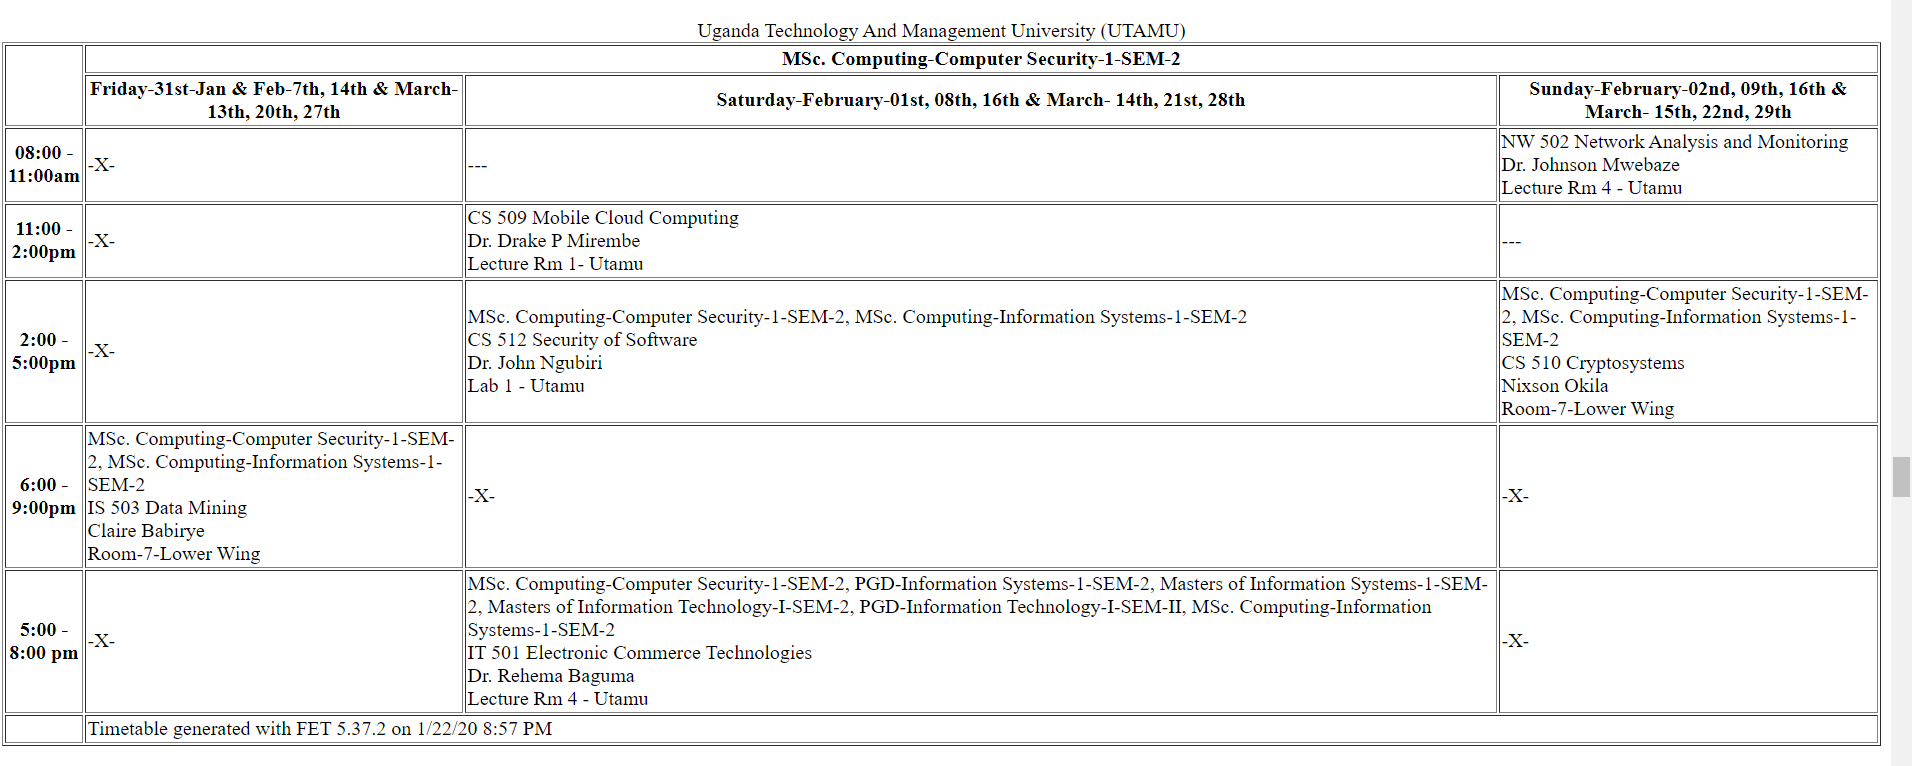 Uganda Technology And Management University (UTAMU)
MSc. Computing-Computer Security-1-SEM-2
Friday-31st-Jan & Feb-7th, 14th & March-
13th, 20th, 27th
Saturday-February-01st, 08th, 16th & March- 14th, 21st, 28th
Sunday-February-02nd, 09th, 16th &
March- 15th, 22nd, 29th
08:00 -
11:00am
-X-
---
NW 502 Network Analysis and Monitoring
Dr. Johnson Mwebaze
Lecture Rm 4 - Utamu
11:00 -
2:00pm
-X-
CS 509 Mobile Cloud Computing
Dr. Drake P Mirembe
Lecture Rm 1- Utamu
---
2:00 -
5:00pm
-X-
MSc. Computing-Computer Security-1-SEM-2, MSc. Computing-Information Systems-1-SEM-2
CS 512 Security of Software
Dr. John Ngubiri
Lab 1 - Utamu
MSc. Computing-Computer Security-1-SEM-
2, MSc. Computing-Information Systems-1-
SEM-2
CS 510 Cryptosystems
Nixson Okila
Room-7-Lower Wing
6:00 -
9:00pm
MSc. Computing-Computer Security-1-SEM-
2, MSc. Computing-Information Systems-1-
SEM-2
IS 503 Data Mining
Claire Babirye
Room-7-Lower Wing
-X-
-X-
5:00 -
8:00 pm
-X-
MSc. Computing-Computer Security-1-SEM-2, PGD-Information Systems-1-SEM-2, Masters of Information Systems-1-SEM-
2, Masters of Information Technology-I-SEM-2, PGD-Information Technology-I-SEM-II, MSc. Computing-Information
Systems-1-SEM-2
IT 501 Electronic Commerce Technologies
Dr. Rehema Baguma
Lecture Rm 4 - Utamu
-X-
Timetable generated with FET 5.37.2 on 1/22/20 8:57 PM